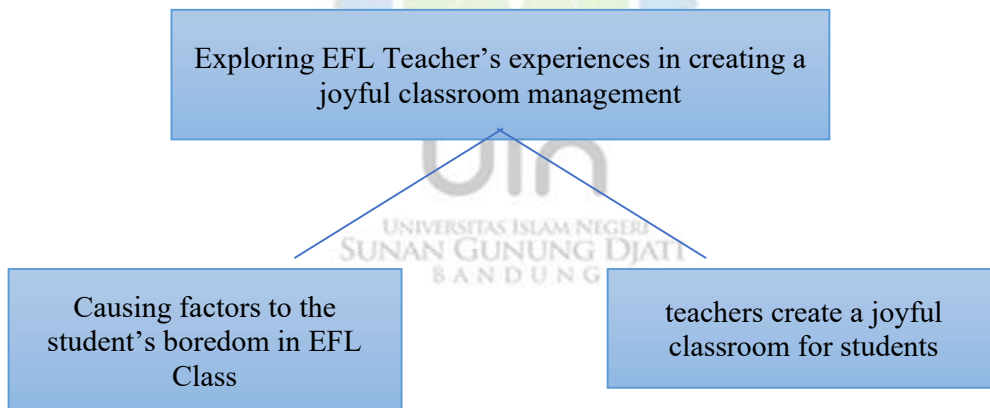 Exploring EFL Teacher’s experiences in creating a
joyful classroom management
uin
UNIVERSITAS ISLAM NEGERI
SUNAN GUNUNG DJATI
BANDUNG
Causing factors to the
student’s boredom in EFL
Class
teachers create a joyful
classroom for students